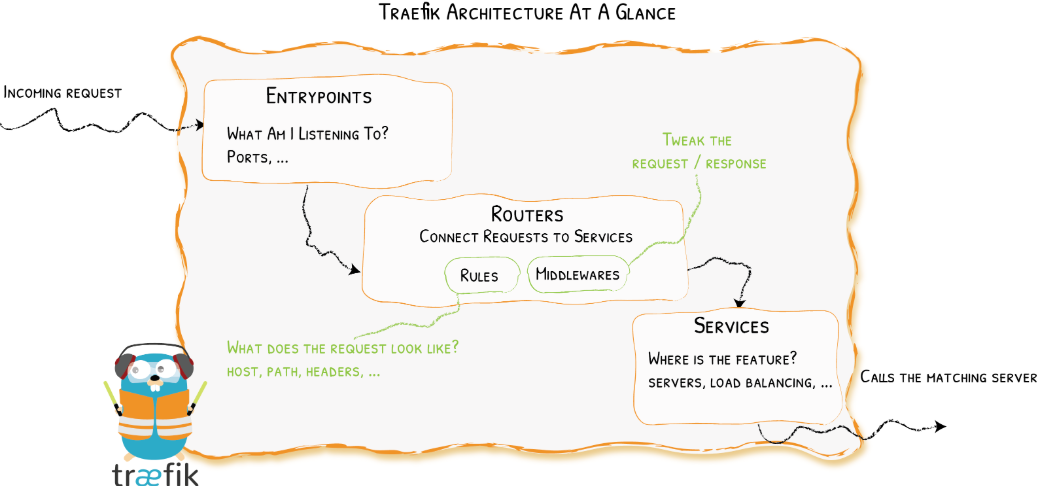 Traefik Architecture At A Glance
Incoming request
Entrypoints
What Am I Listening To?
Ports, ...
Tweak the
request / response
Routers
Connect Requests to Services
Rules
Middlewares
What does the request look like?
host, path, headers, ...
Services
Where is the feature?
servers, load balancing, ...
Calls the matching server
træfik